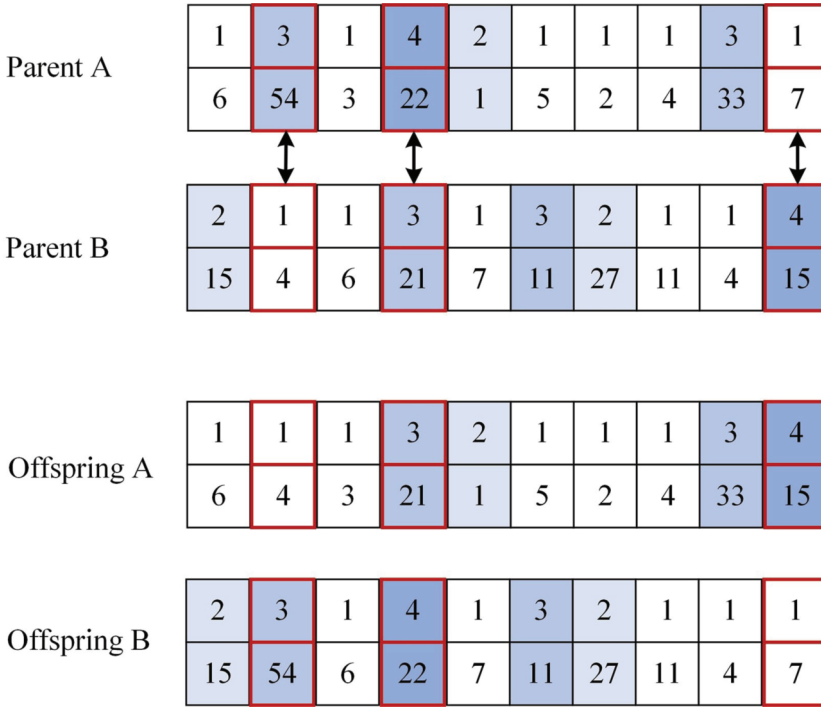 1 3 1 4 2 1 1 1 3 1
Parent A
6 54 3 22 1 5 2 4 33 7
2 1 1 3 1 3 2 1 1 4
Parent B
15 4 6 21 7 11 27 11 4 15
1 1 1 3 2 1 1 1 3 4
Offspring A
6 4 3 21 1 5 2 4 33 15
2 3 1 4 1 3 2 1 1 1
Offspring B
15 54 6 22 7 11 27 11 4 7